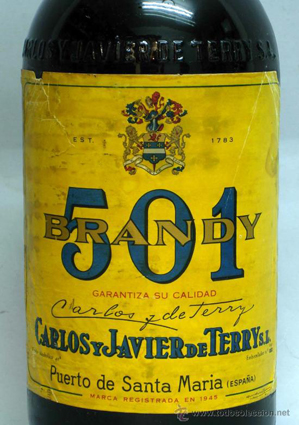 CARLOS Y JAVIER DE TERRY S.L.
EST. 1783
501
BRANDY
GARANTIZA SU CALIDAD
Carlos y de Terry
CARLOS Y JAVIER DE TERRY S.L.
Puerto de Santa Maria (ESPAÑA)
MARCA REGISTRADA EN 1945
www.todocoleccion.net